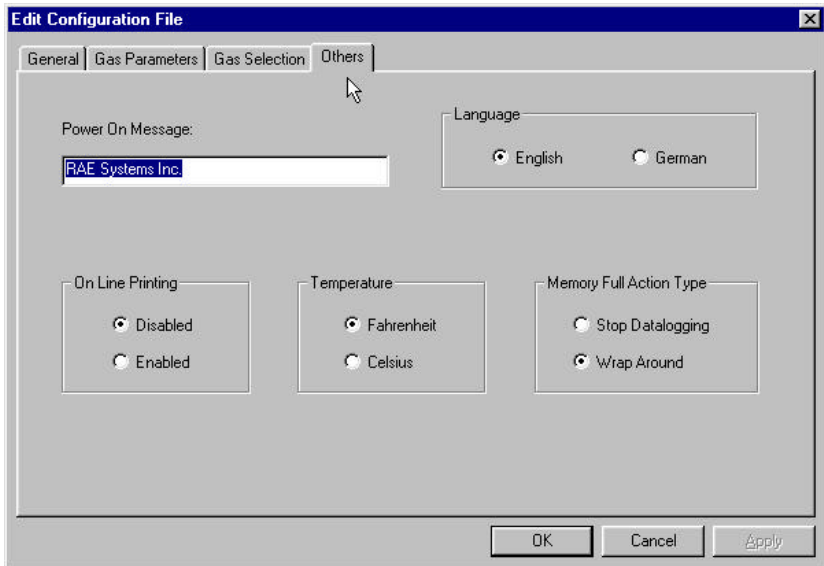 Edit Configuration File
General Gas Parameters Gas Selection Others
Power On Message:
RAE Systems Inc.
Language
English German
On Line Printing
Disabled
Enabled
Temperature
Fahrenheit
Celsius
Memory Full Action Type
Stop Datalogging
Wrap Around
OK Cancel Apply